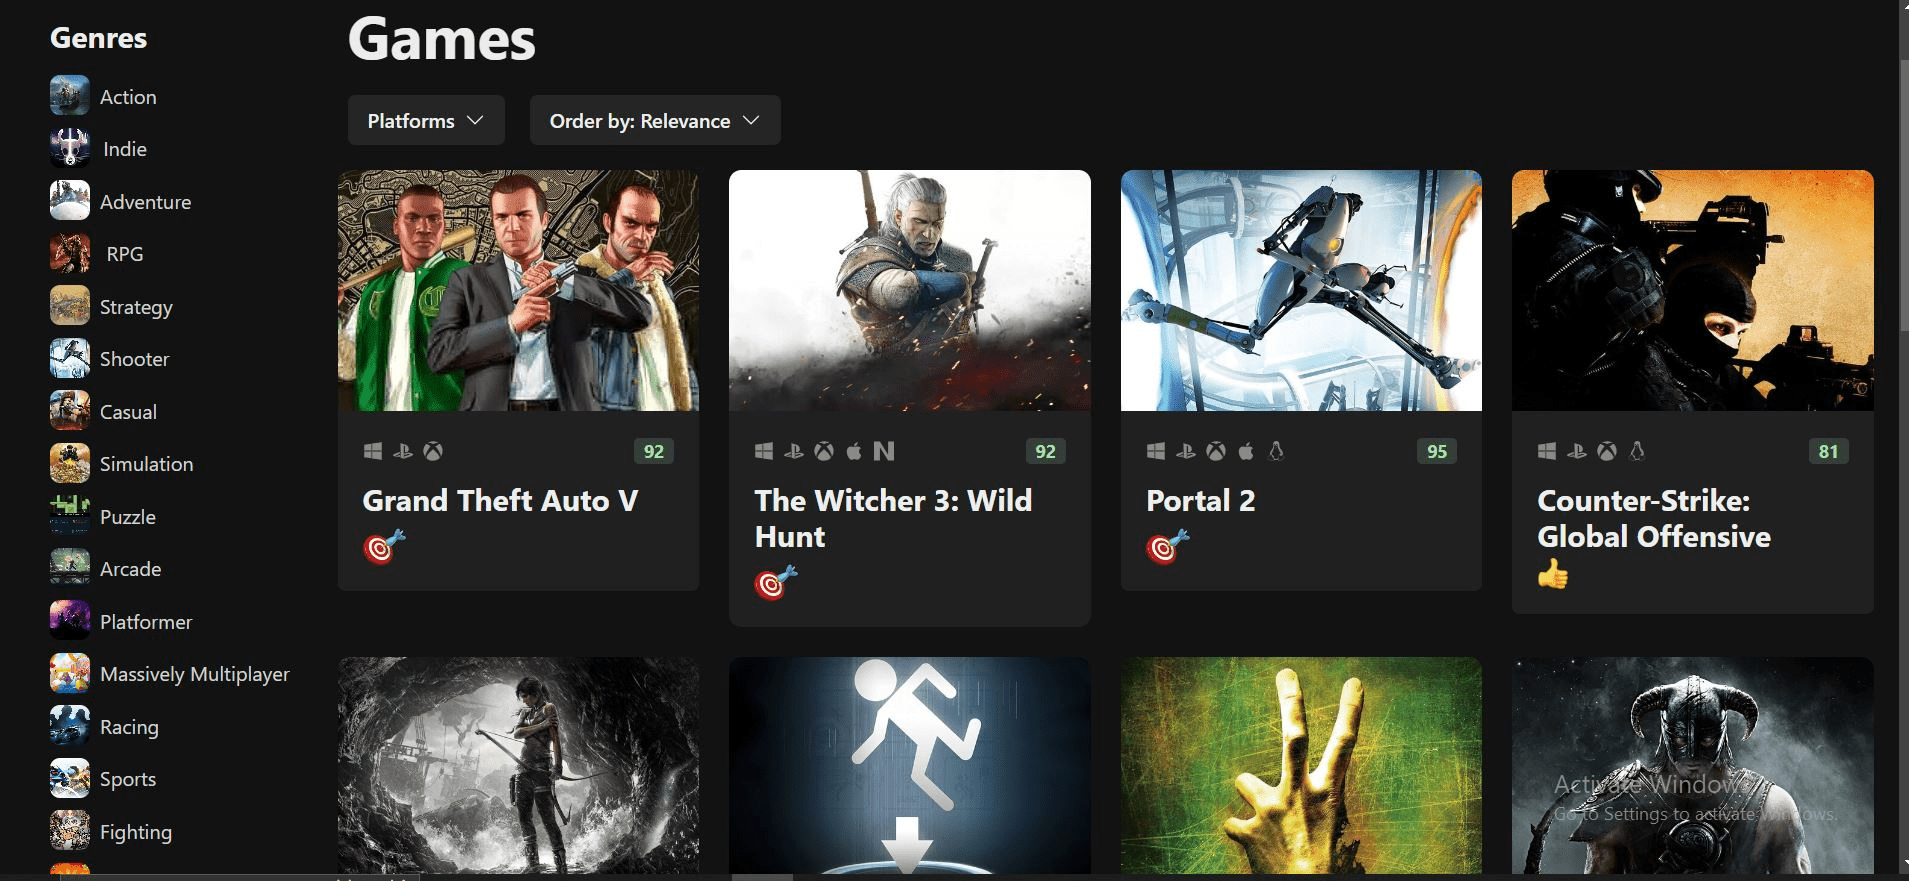 Genres
Action
Indie
Adventure
RPG
Strategy
Shooter
Casual
Simulation
Puzzle
Arcade
Platformer
Massively Multiplayer
Racing
Sports
Fighting
Games
Platforms
Order by: Relevance
92
Grand Theft Auto V
92
The Witcher 3: Wild
Hunt
95
Portal 2
81
Counter-Strike:
Global Offensive
Activate Windows
Go to Settings to activate Windows.